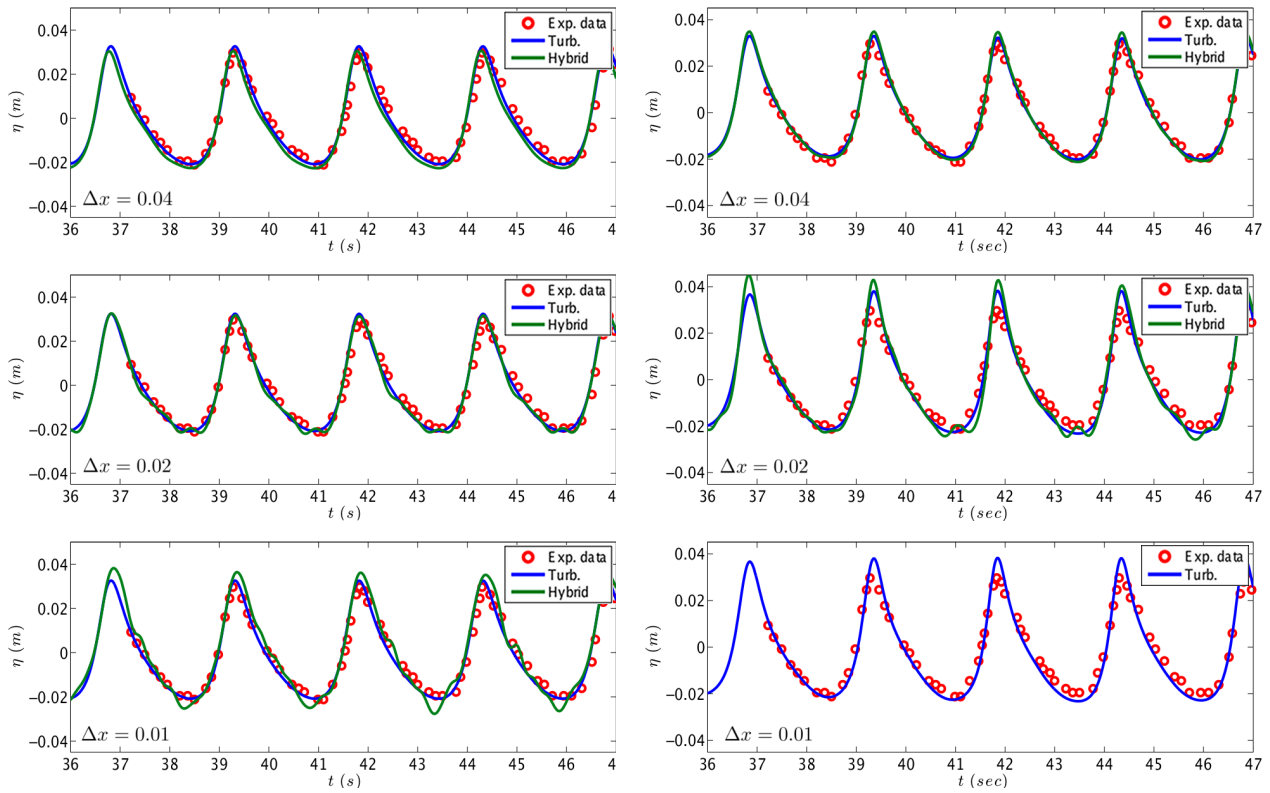 0.04
0.02
0
−0.02
−0.04
η (m)
Exp. data
Turb.
Hybrid
Δx = 0.04
36 37 38 39 40 41 42 43 44 45 46 4
t (s)
0.04
0.02
0
−0.02
−0.04
η (m)
Exp. data
Turb.
Hybrid
Δx = 0.04
36 37 38 39 40 41 42 43 44 45 46 47
t (sec)
0.04
0.02
0
−0.02
−0.04
η (m)
Exp. data
Turb.
Hybrid
Δx = 0.02
36 37 38 39 40 41 42 43 44 45 46 4
t (s)
0.04
0.02
0
−0.02
−0.04
η (m)
Exp. data
Turb.
Hybrid
Δx = 0.02
36 37 38 39 40 41 42 43 44 45 46 47
t (sec)
0.04
0.02
0
−0.02
−0.04
η (m)
Exp. data
Turb.
Hybrid
Δx = 0.01
36 37 38 39 40 41 42 43 44 45 46 4
t (s)
0.04
0.02
0
−0.02
−0.04
η (m)
Exp. data
Turb.
Δx = 0.01
36 37 38 39 40 41 42 43 44 45 46 47
t (sec)